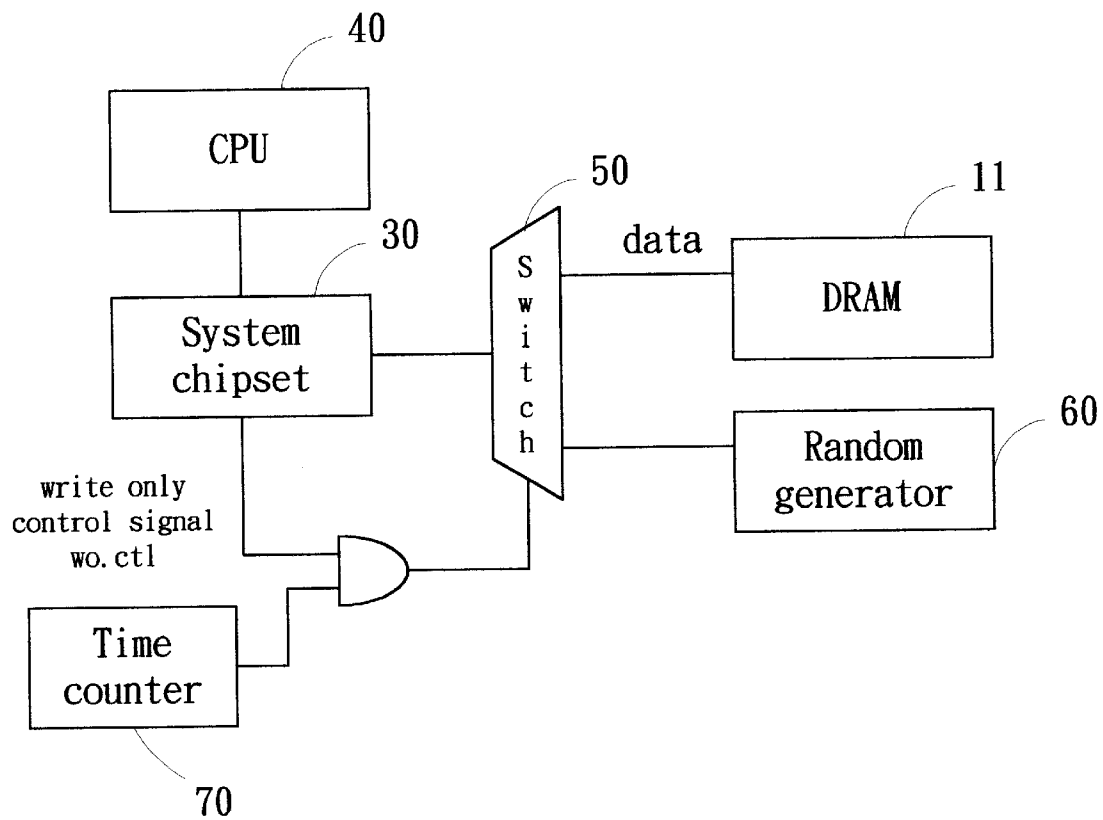 40
CPU
50
11
30
data
Switch
DRAM
System
chipset
60
Random
generator
write only
control signal
wo.ctl
Time
counter
70